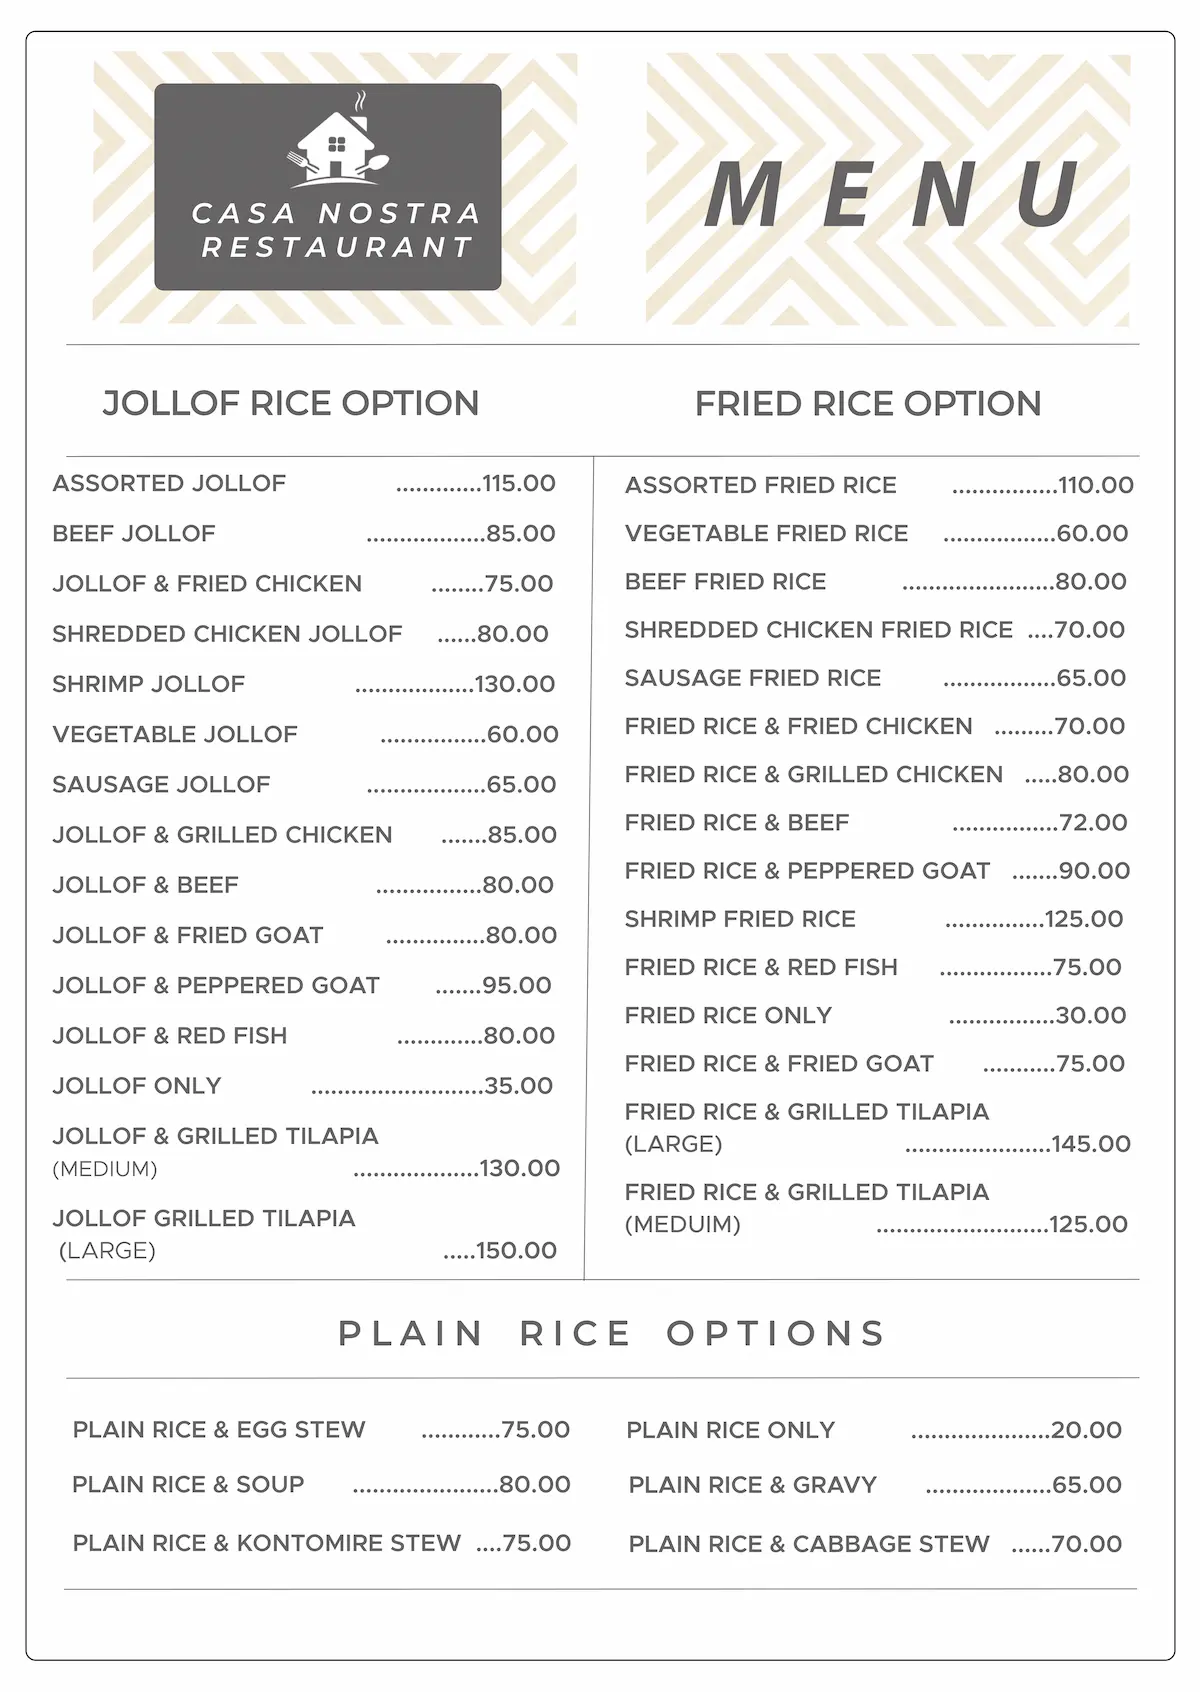 CASA NOSTRA
RESTAURANT
MENU
JOLLOF RICE OPTION
ASSORTED JOLLOF .............115.00
BEEF JOLLOF ..................85.00
JOLLOF & FRIED CHICKEN ........75.00
SHREDDED CHICKEN JOLLOF ......80.00
SHRIMP JOLLOF ..................130.00
VEGETABLE JOLLOF ................60.00
SAUSAGE JOLLOF ..................65.00
JOLLOF & GRILLED CHICKEN .......85.00
JOLLOF & BEEF ................80.00
JOLLOF & FRIED GOAT ...............80.00
JOLLOF & PEPPERED GOAT .......95.00
JOLLOF & RED FISH .............80.00
JOLLOF ONLY ..........................35.00
JOLLOF & GRILLED TILAPIA
(MEDIUM) ...................130.00
JOLLOF GRILLED TILAPIA
(LARGE) .....150.00
FRIED RICE OPTION
ASSORTED FRIED RICE ................110.00
VEGETABLE FRIED RICE .................60.00
BEEF FRIED RICE .......................80.00
SHREDDED CHICKEN FRIED RICE ....70.00
SAUSAGE FRIED RICE .................65.00
FRIED RICE & FRIED CHICKEN .........70.00
FRIED RICE & GRILLED CHICKEN .....80.00
FRIED RICE & BEEF ................72.00
FRIED RICE & PEPPERED GOAT .......90.00
SHRIMP FRIED RICE ...............125.00
FRIED RICE & RED FISH .................75.00
FRIED RICE ONLY ................30.00
FRIED RICE & FRIED GOAT ...........75.00
FRIED RICE & GRILLED TILAPIA
(LARGE) ......................145.00
FRIED RICE & GRILLED TILAPIA
(MEDUIM) ..........................125.00
PLAIN RICE OPTIONS
PLAIN RICE & EGG STEW ............75.00
PLAIN RICE & SOUP ......................80.00
PLAIN RICE & KONTOMIRE STEW ....75.00
PLAIN RICE ONLY .....................20.00
PLAIN RICE & GRAVY ...................65.00
PLAIN RICE & CABBAGE STEW ......70.00